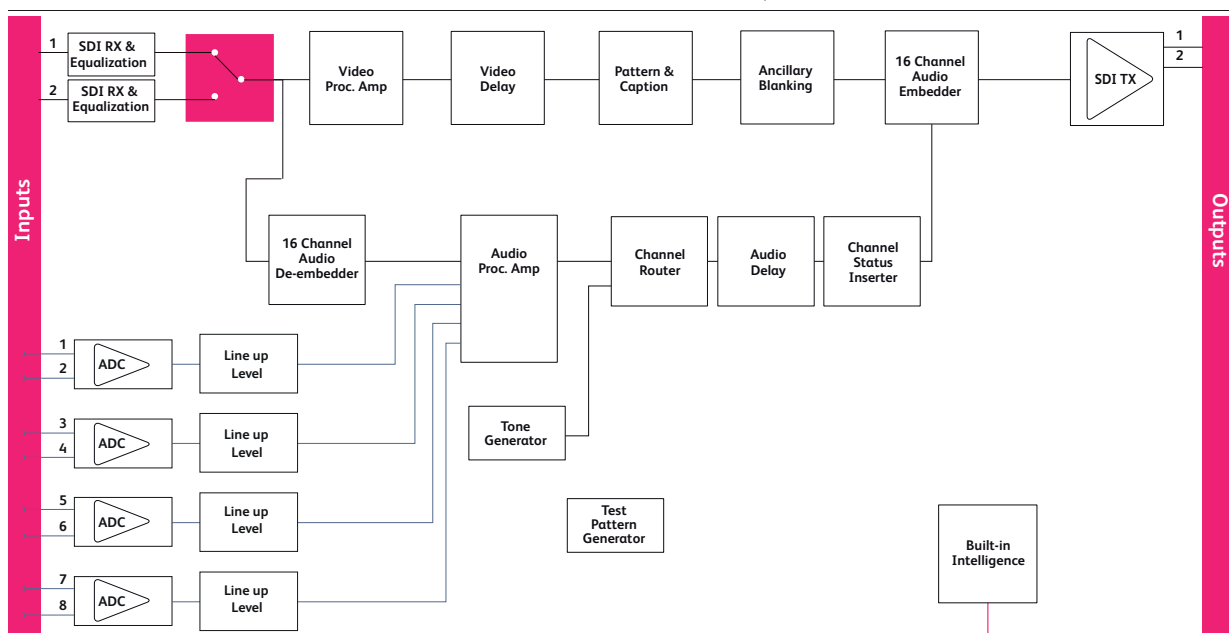 Inputs
1
SDI RX &
Equalization
2
SDI RX &
Equalization
Video
Proc. Amp
Video
Delay
Pattern &
Caption
Ancillary
Blanking
16 Channel
Audio
Embedder
SDI TX
1
2
Outputs
16 Channel
Audio
De-embedder
Audio
Proc. Amp
Channel
Router
Audio
Delay
Channel
Status
Inserter
1
2
ADC
Line up
Level
3
4
ADC
Line up
Level
Tone
Generator
5
6
ADC
Line up
Level
Test
Pattern
Generator
Built-in
Intelligence
7
8
ADC
Line up
Level